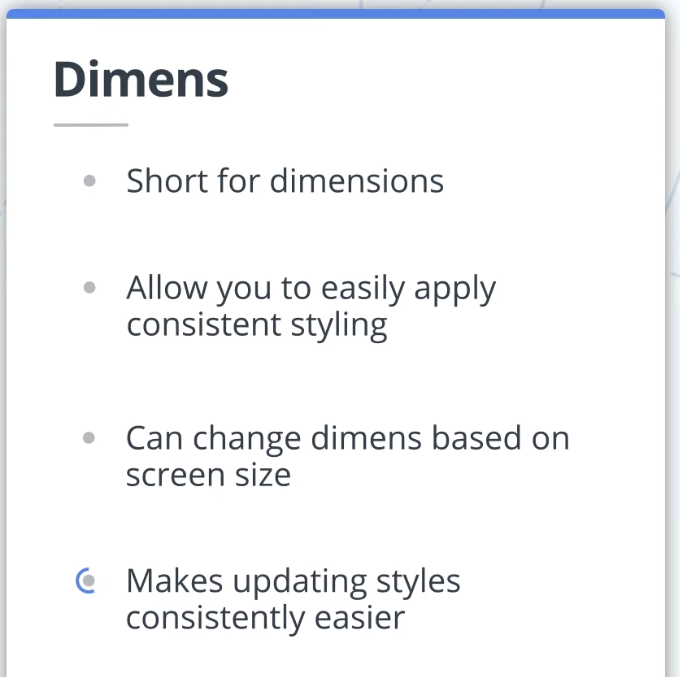 Dimens
Short for dimensions
Allow you to easily apply
consistent styling
Can change dimens based on
screen size
Makes updating styles
consistently easier